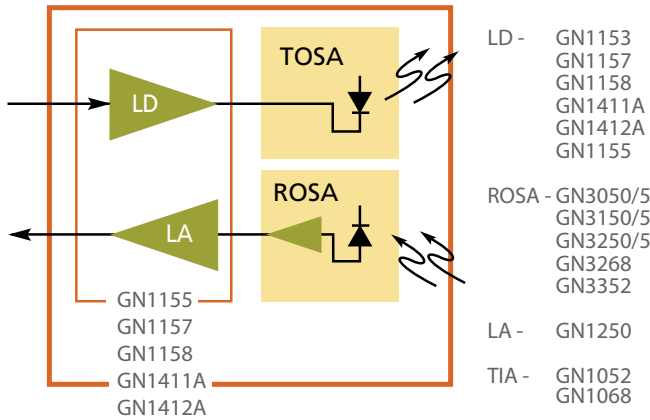 TOSA
LD
ROSA
LA
GN1155
GN1157
GN1158
GN1411A
GN1412A
LD - GN1153
GN1157
GN1158
GN1411A
GN1412A
GN1155
ROSA - GN3050/5
GN3150/5
GN3250/5
GN3268
GN3352
LA - GN1250
TIA - GN1052
GN1068